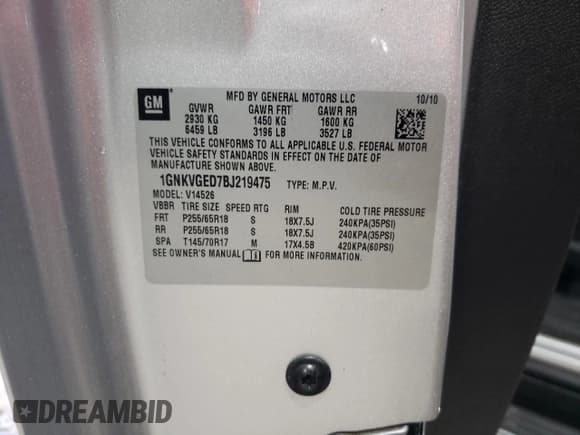 GM MFD BY GENERAL MOTORS LLC 10/10
GVWR GAWR FRT GAWR RR
2930 KG 1450 KG 1600 KG
6459 LB 3196 LB 3527 LB
THIS VEHICLE CONFORMS TO ALL APPLICABLE U.S. FEDERAL MOTOR
VEHICLE SAFETY STANDARDS IN EFFECT ON THE DATE OF
MANUFACTURE SHOWN ABOVE.
1GNKVGED7BJ219475 TYPE: M.P.V.
MODEL: V14526
VBBR TIRE SIZE SPEED RTG RIM COLD TIRE PRESSURE
FRT P255/65R18 S 18X7.5J 240KPA(35PSI)
RR P255/65R18 S 18X7.5J 240KPA(35PSI)
SPA T145/70R17 M 17X4.5B 420KPA(60PSI)
SEE OWNER'S MANUAL FOR MORE INFORMATION.
DREAMBID